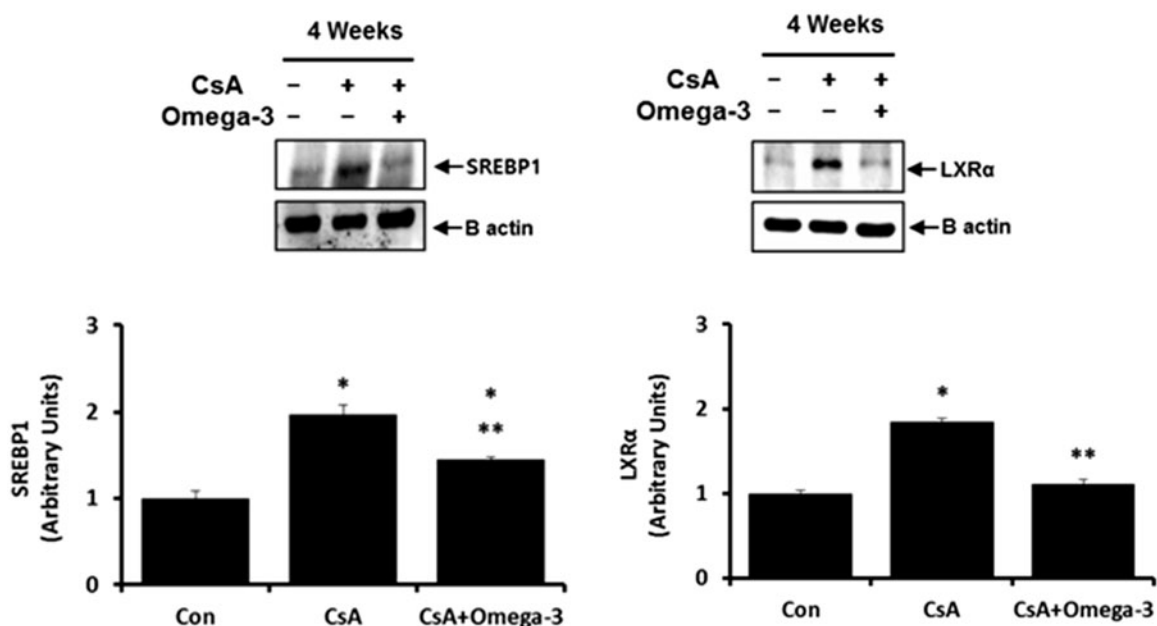 4 Weeks
CsA – + +
Omega-3 – – +
SREBP1
B actin
4 Weeks
CsA – + +
Omega-3 – – +
LXRα
B actin
SREBP1
(Arbitrary Units)
3
2
1
0
*
*
**
Con CsA CsA+Omega-3
LXRα
(Arbitrary Units)
3
2
1
0
*
**
Con CsA CsA+Omega-3